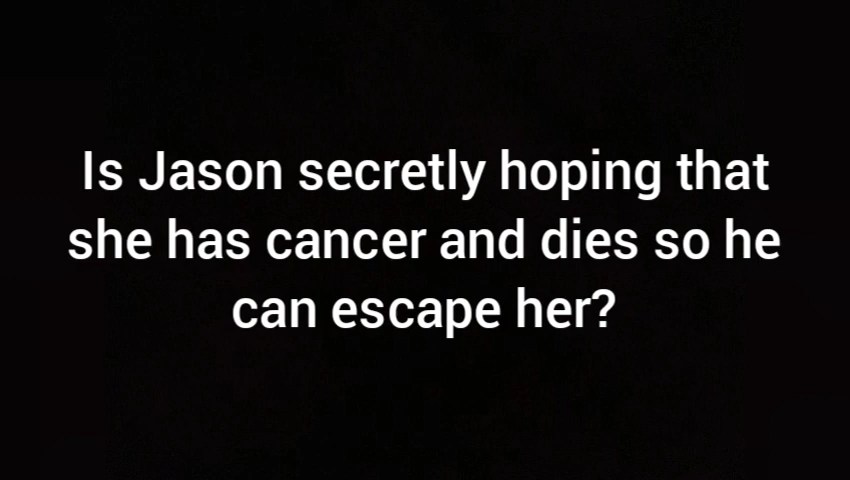 Is Jason secretly hoping that
she has cancer and dies so he
can escape her?